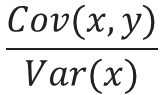 Cov(x, y)
Var(x)